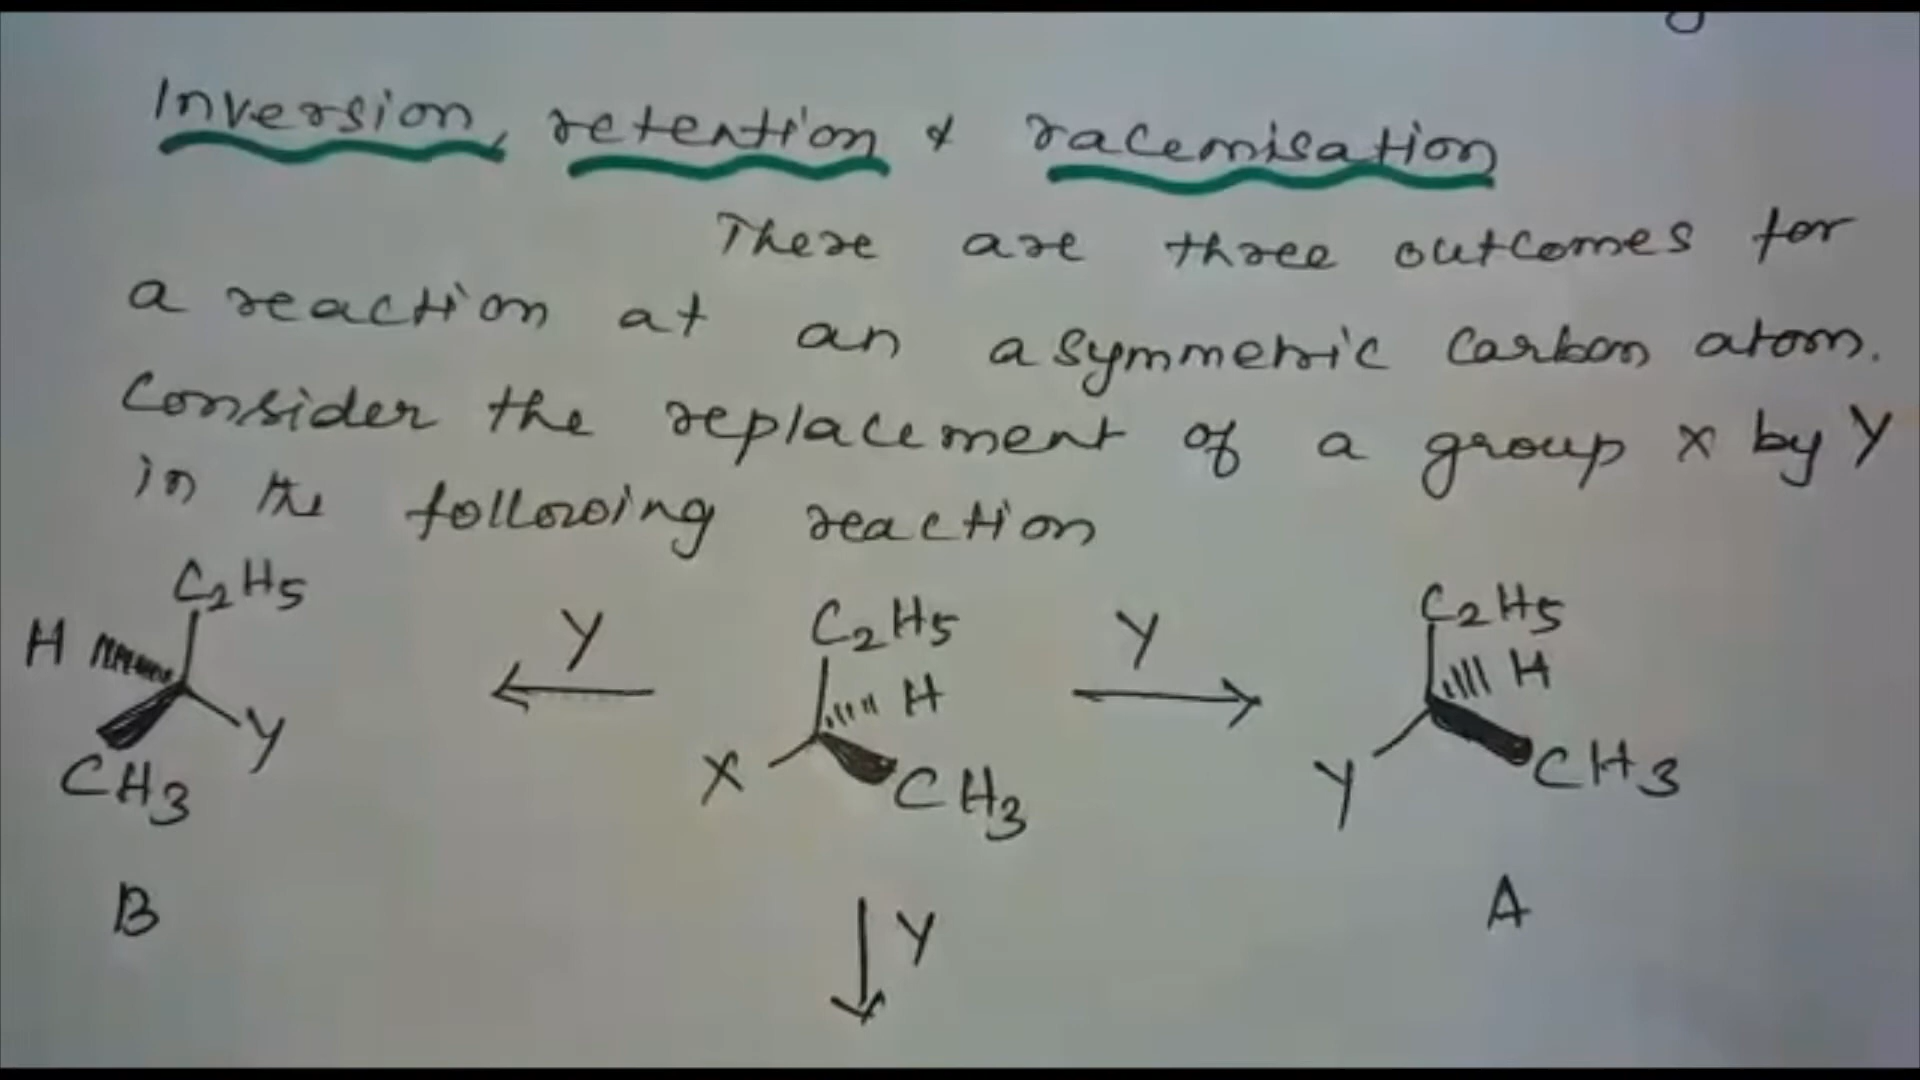 Inversion, retention & racemisation
There are three outcomes for
a reaction at an asymmetric carbon atom.
Consider the replacement of a group X by Y
in the following reaction
C2H5
H
Y
CH3
B
Y
C2H5
H
X
CH3
Y
Y
C2H5
H
Y
CH3
A